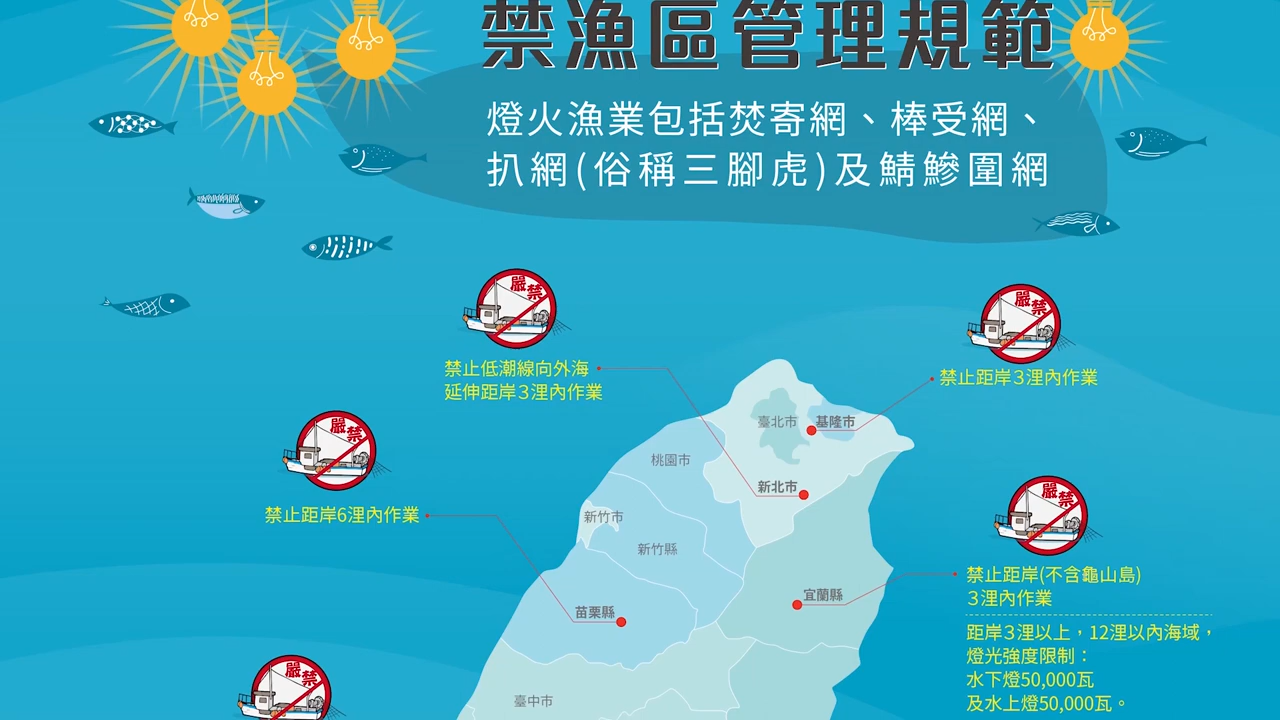 禁漁區管理規範
燈火漁業包括焚寄網、棒受網、
扒網(俗稱三腳虎)及鯖鰺圍網
嚴禁
嚴禁
禁止低潮線向外海
延伸距岸3浬內作業
禁止距岸3浬內作業
臺北市
基隆市
嚴禁
桃園市
新北市
嚴禁
禁止距岸6浬內作業
新竹市
新竹縣
禁止距岸(不含龜山島)
3浬內作業
宜蘭縣
苗栗縣
距岸3浬以上,12浬以內海域,
燈光強度限制:
水下燈50,000瓦
及水上燈50,000瓦。
嚴禁
臺中市